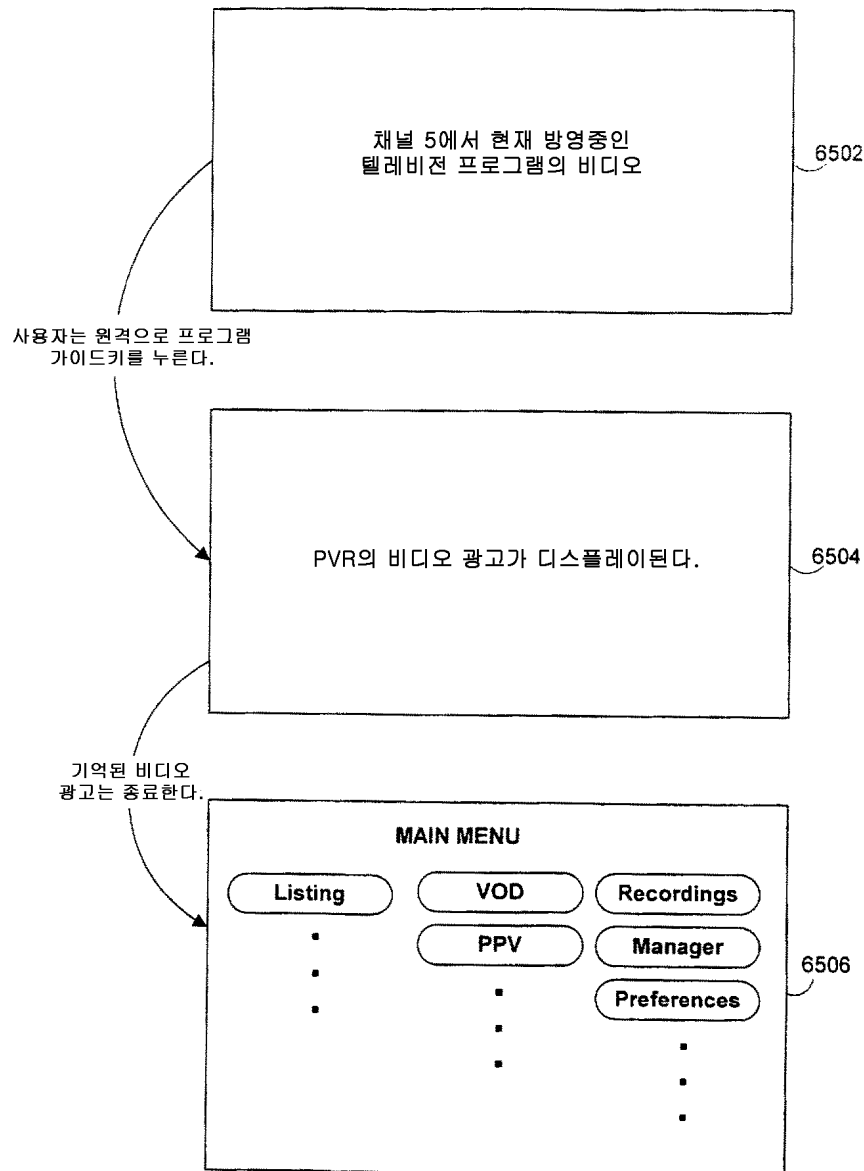 채널 5에서 현재 방영중인
텔레비전 프로그램의 비디오
6502
사용자는 원격으로 프로그램
가이드키를 누른다.
PVR의 비디오 광고가 디스플레이된다.
6504
기억된 비디오
광고는 종료한다.
MAIN MENU
Listing
VOD
Recordings
PPV
Manager
Preferences
6506